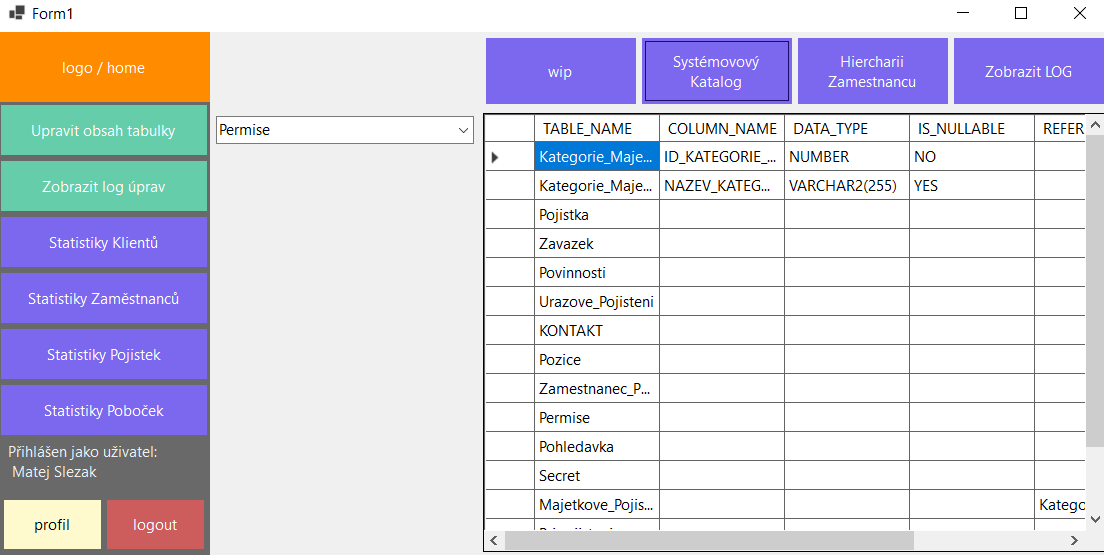 Form1
logo / home
Upravit obsah tabulky
Zobrazit log úprav
Statistiky Klientů
Statistiky Zaměstnanců
Statistiky Pojistek
Statistiky Poboček
Přihlášen jako uživatel:
Matej Slezak
profil
logout
Permise
wip
Systémovový
Katalog
Hiercharii
Zamestnancu
Zobrazit LOG
TABLE_NAME COLUMN_NAME DATA_TYPE IS_NULLABLE REFER
Kategorie_Maje... ID_KATEGORIE_... NUMBER NO
Kategorie_Maje... NAZEV_KATEG... VARCHAR2(255) YES
Pojistka
Zavazek
Povinnosti
Urazove_Pojisteni
KONTAKT
Pozice
Zamestnanec_P...
Permise
Pohledavka
Secret
Majetkove_Pojis... Katego